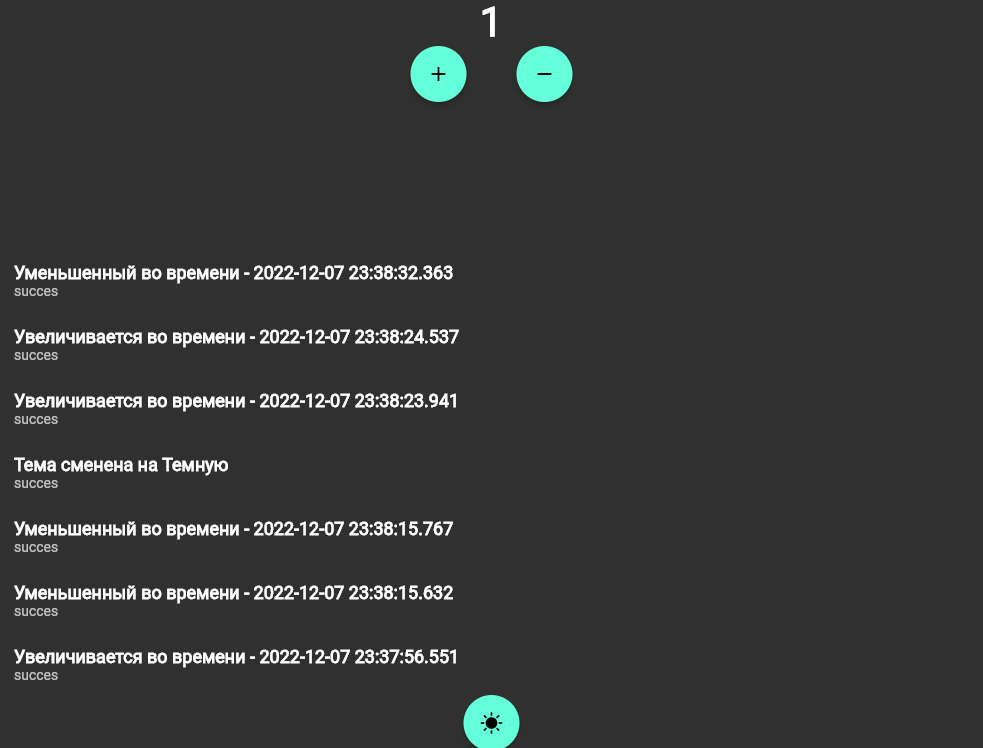 1
Уменьшенный во времени - 2022-12-07 23:38:32.363
succes
Увеличивается во времени - 2022-12-07 23:38:24.537
succes
Увеличивается во времени - 2022-12-07 23:38:23.941
succes
Тема сменена на Темную
succes
Уменьшенный во времени - 2022-12-07 23:38:15.767
succes
Уменьшенный во времени - 2022-12-07 23:38:15.632
succes
Увеличивается во времени - 2022-12-07 23:37:56.551
succes